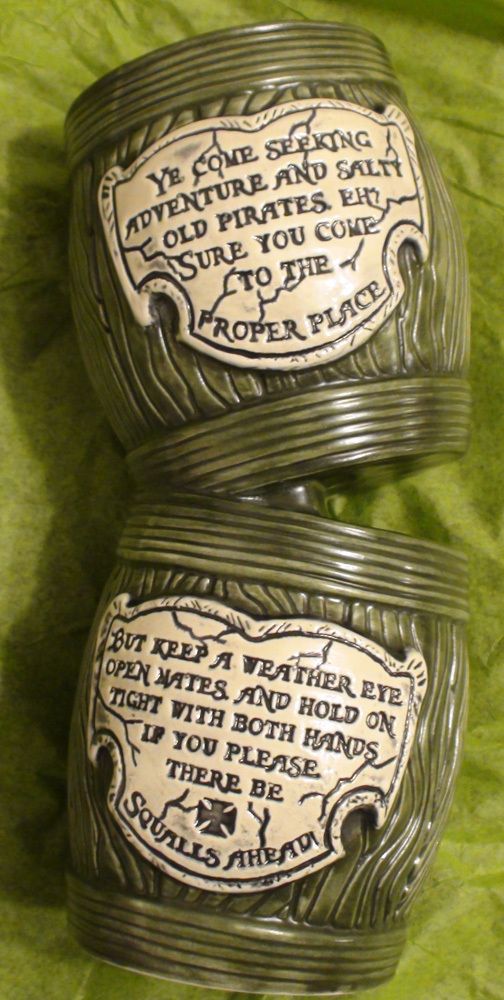 YE COME SEEKING
ADVENTURE AND SALTY
OLD PIRATES, EH?
SURE YOU COME
TO THE
PROPER PLACE
BUT KEEP A WEATHER EYE
OPEN MATES, AND HOLD ON
TIGHT WITH BOTH HANDS,
IF YOU PLEASE
THERE BE
SQUALLS AHEAD!